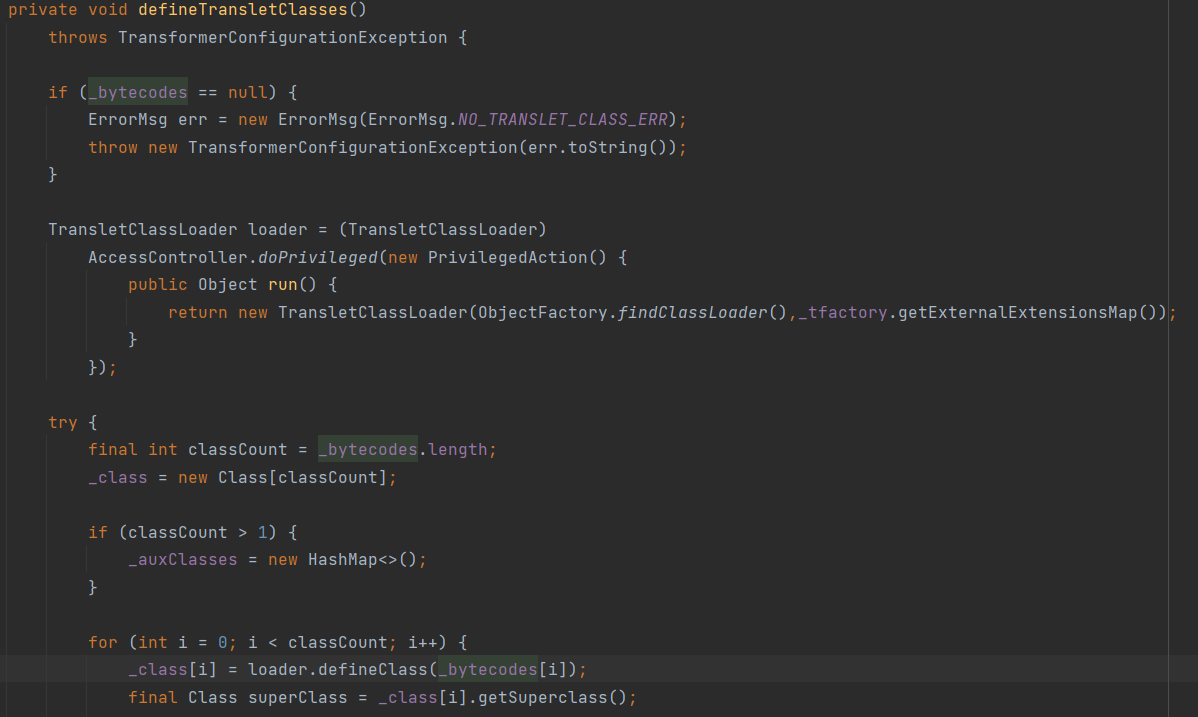 private void defineTransletClasses()
    throws TransformerConfigurationException {

    if (_bytecodes == null) {
        ErrorMsg err = new ErrorMsg(ErrorMsg.NO_TRANSLET_CLASS_ERR);
        throw new TransformerConfigurationException(err.toString());
    }

    TransletClassLoader loader = (TransletClassLoader)
        AccessController.doPrivileged(new PrivilegedAction() {
            public Object run() {
                return new TransletClassLoader(ObjectFactory.findClassLoader(),_tfactory.getExternalExtensionsMap());
            }
        });

    try {
        final int classCount = _bytecodes.length;
        _class = new Class[classCount];

        if (classCount > 1) {
            _auxClasses = new HashMap<>();
        }

        for (int i = 0; i < classCount; i++) {
            _class[i] = loader.defineClass(_bytecodes[i]);
            final Class superClass = _class[i].getSuperclass();